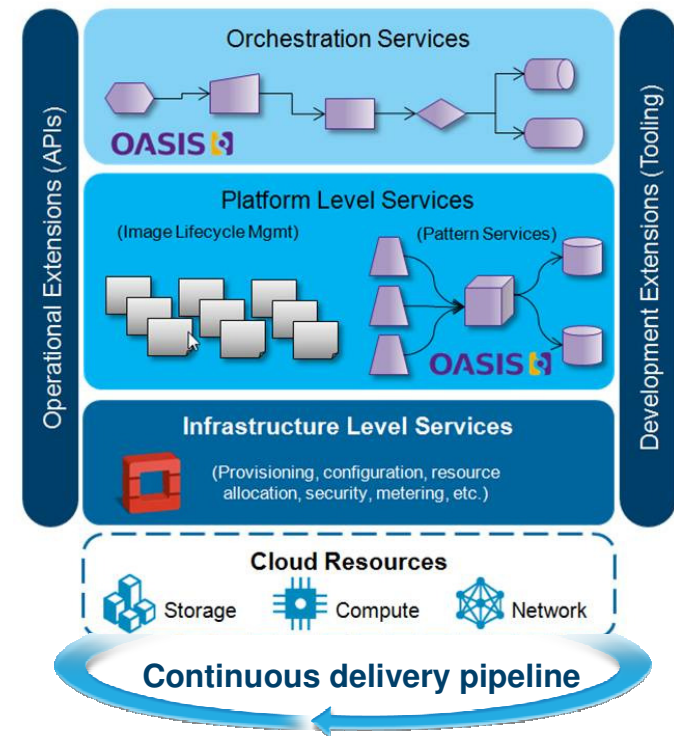 Orchestration Services
OASIS
Operational Extensions (APIs)
Development Extensions (Tooling)
Platform Level Services
(Image Lifecycle Mgmt)
(Pattern Services)
OASIS
Infrastructure Level Services
(Provisioning, configuration, resource
allocation, security, metering, etc.)
Cloud Resources
Storage
Compute
Network
Continuous delivery pipeline